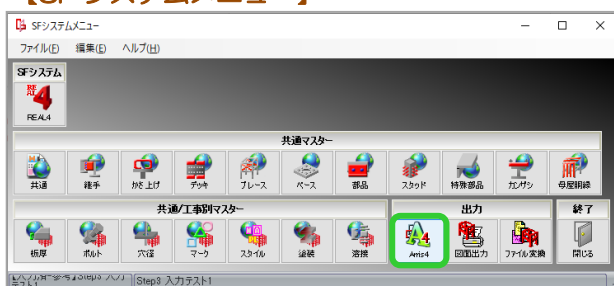 【SFシステムメニュー】
SFシステムメニュー
ファイル(F) 編集(E) ヘルプ(H)
SFシステム
REAL4
共通マスター
共通 継手 かさ上げ デッキ ブレース ベース 部品 スタッド 特殊部品 カンザシ 母屋胴縁
共通/工事別マスター 出力 終了
板厚 ボルト 穴径 マーク スタイル 塗装 溶接 Arris4 図面出力 ファイル変換 閉じる
Step3 入力テスト1